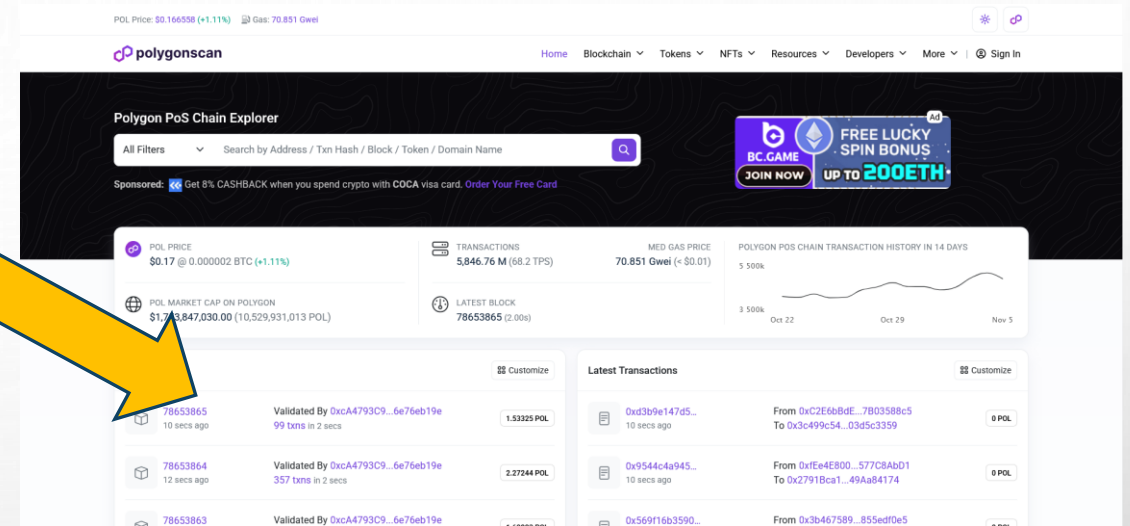 POL Price: $0.166558 (+1.11%) Gas: 70.851 Gwei
polygonscan
Home Blockchain Tokens NFTs Resources Developers More | Sign In
Polygon PoS Chain Explorer
All Filters Search by Address / Txn Hash / Block / Token / Domain Name
Sponsored: Get 8% CASHBACK when you spend crypto with COCA visa card. Order Your Free Card
Ad
BC.GAME
JOIN NOW
FREE LUCKY
SPIN BONUS
UP TO 200ETH
POL PRICE
$0.17 @ 0.000002 BTC (+1.11%)
TRANSACTIONS
5,846.76 M (68.2 TPS)
MED GAS PRICE
70.851 Gwei (< $0.01)
POL MARKET CAP ON POLYGON
(10,529,931,013 POL)
LATEST BLOCK
78653865 (2.00s)
POLYGON POS CHAIN TRANSACTION HISTORY IN 14 DAYS
5 500k
3 500k
Oct 22 Oct 29 Nov 5
Customize
78653865
10 secs ago
Validated By 0xcA4793C9...6e76eb19e
99 txns in 2 secs
1.53325 POL
78653864
12 secs ago
Validated By 0xcA4793C9...6e76eb19e
357 txns in 2 secs
2.27244 POL
78653863
Validated By 0xcA4793C9...6e76eb19e
Latest Transactions
Customize
0xd3b9e147d5...
10 secs ago
From 0xC2E6bBdE...7B03588c5
To 0x3c499c54...03d5c3359
0 POL
0x9544c4a945...
10 secs ago
From 0xfEe4E800...577C8AbD1
To 0x2791Bca1...49Aa84174
0 POL
0x569f16b3590...
From 0x3b467589...855edf0e5